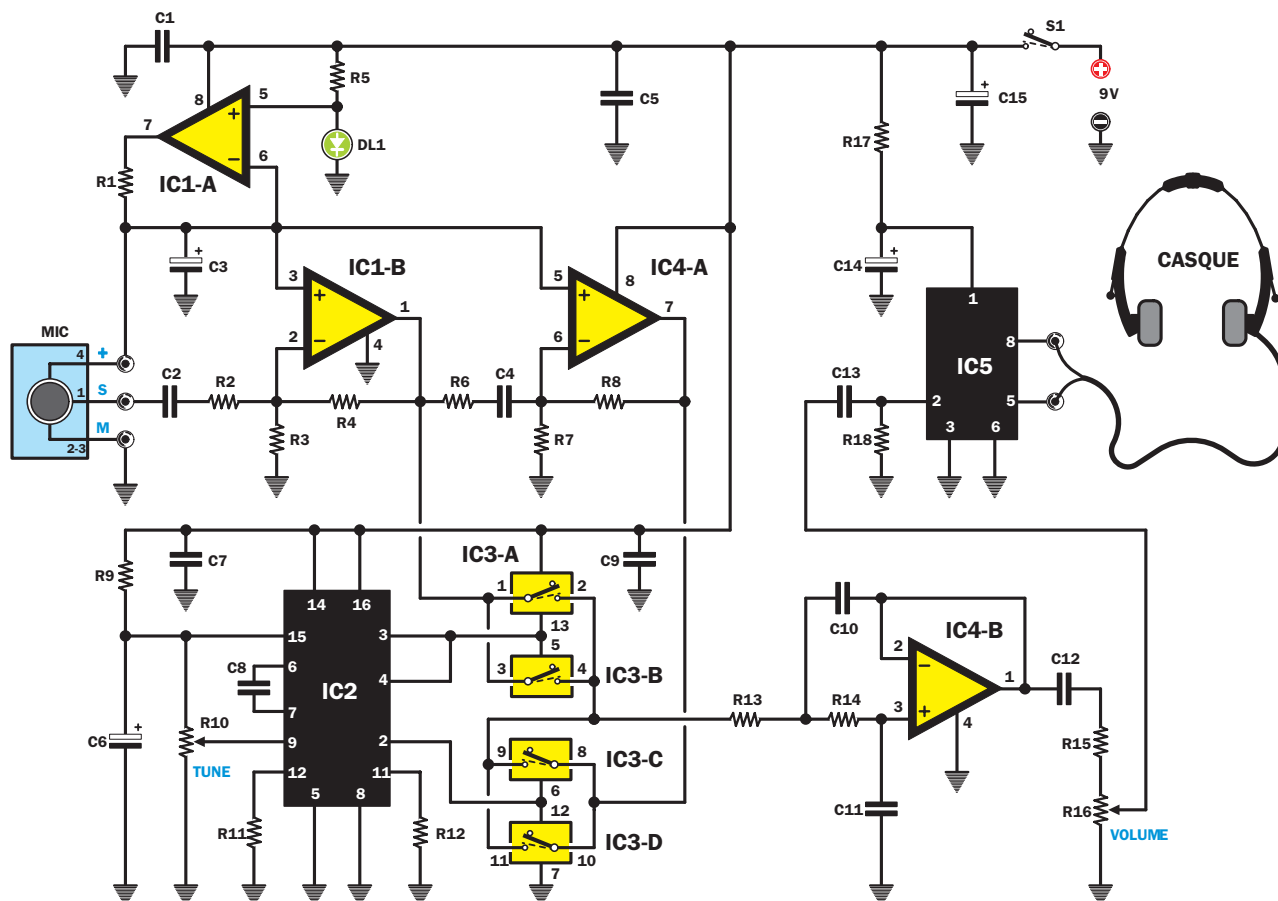 C1
S1
R5
8
5
+
C5
+
C15
9V
7
+
DL1
R17
6
−
R1
IC1-A
+
C3
IC1-B
IC4-A
+
C14
CASQUE
3
+
1
5
+
8
7
1
MIC
2
−
4
6
−
8
4
+
C2
R2
R6
C4
R8
C13
IC5
1
S
R4
2
5
M
R3
R7
R18
3
6
2-3
IC3-A
R9
C7
C9
14
16
1
2
C10
IC4-B
15
3
13
5
2
−
C12
6
3
4
IC3-B
1
C8
IC2
4
R13
R14
3
+
7
4
R15
C6
+
R10
9
2
9
8
IC3-C
TUNE
12
11
6
12
C11
R16
VOLUME
R11
5
8
R12
11
10
IC3-D
7